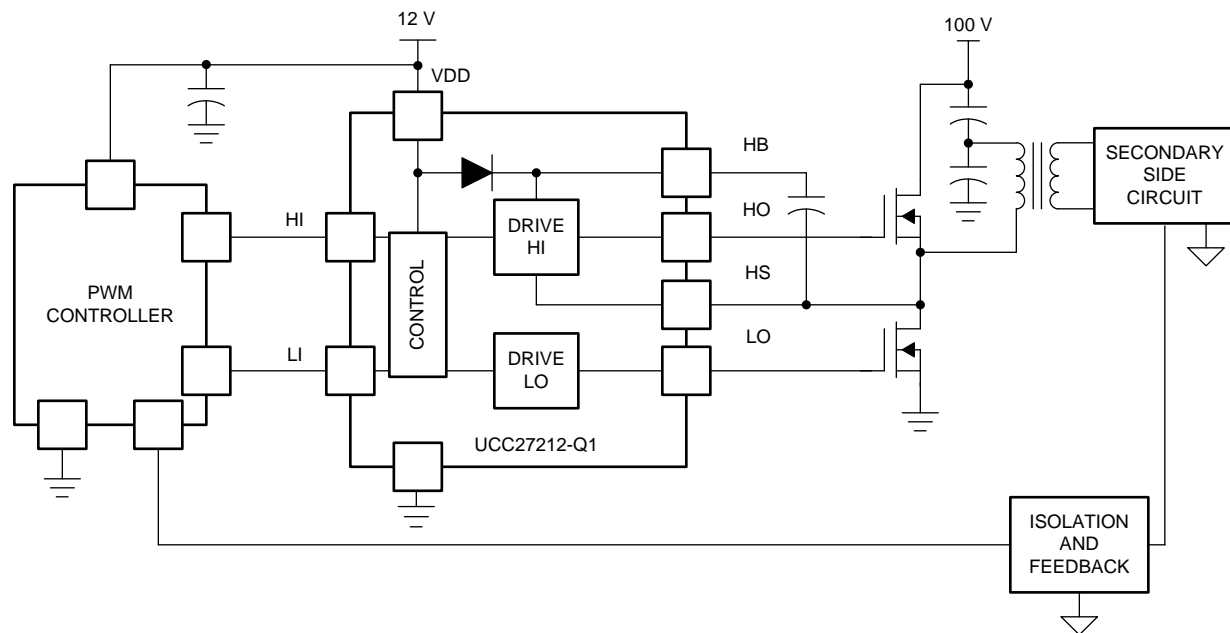 12 V
100 V
VDD
HB
SECONDARY
SIDE
CIRCUIT
HI
DRIVE
HI
HO
PWM
CONTROLLER
CONTROL
HS
LI
DRIVE
LO
LO
UCC27212-Q1
ISOLATION
AND
FEEDBACK